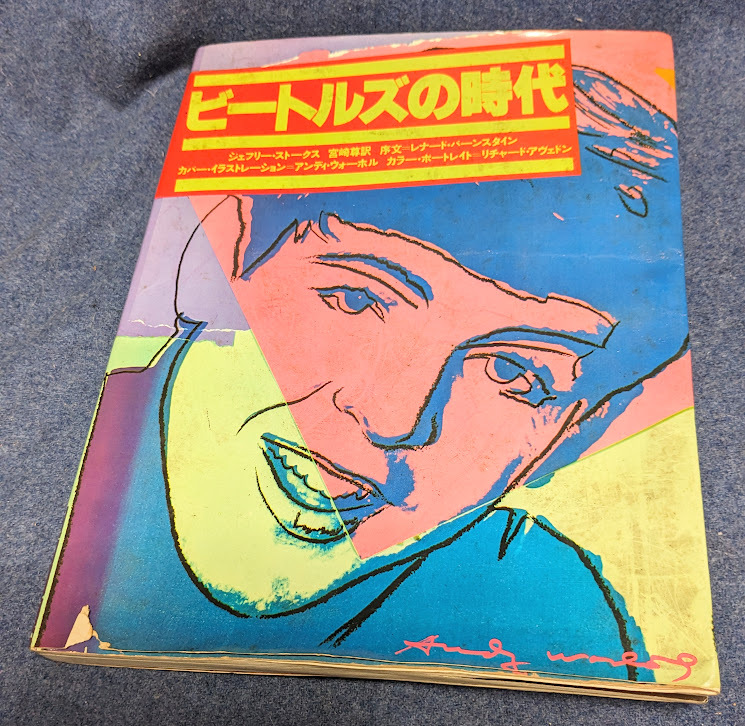 ビートルズの時代
ジェフリー・ストークス 宮崎尊訳 序文=レナード・バーンスタイン
カバー・イラストレーション=アンディ・ウォーホル カラー・ポートレイト=リチャード・アヴェドン
Andy Warhol